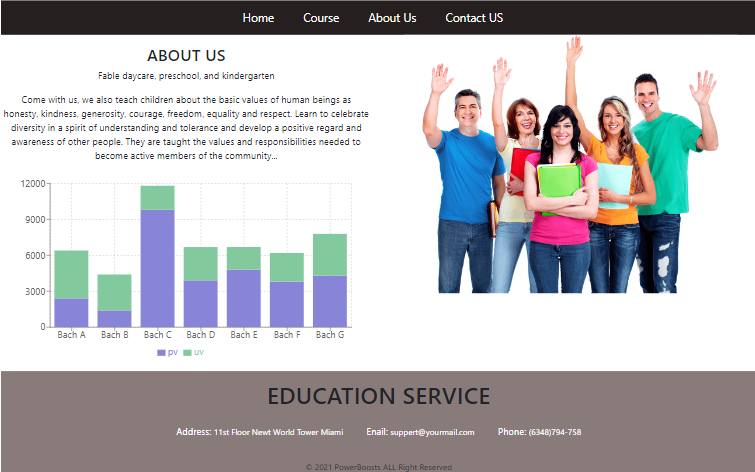 Home Course About Us Contact US
ABOUT US
Fable daycare, preschool, and kindergarten
Come with us, we also teach children about the basic values of human beings as
honesty, kindness, generosity, courage, freedom, equality and respect. Learn to celebrate
diversity in a spirit of understanding and tolerance and develop a positive regard and
awareness of other people. They are taught the values and responsibilities needed to
become active members of the community...
12000
9000
6000
3000
0
Bach A Bach B Bach C Bach D Bach E Bach F Bach G
pv uv
EDUCATION SERVICE
Address: 11st Floor Newt World Tower Miami Email: suppert@yourmail.com Phone: (6348)794-758
© 2021 PowerBoosts ALL Right Reserved